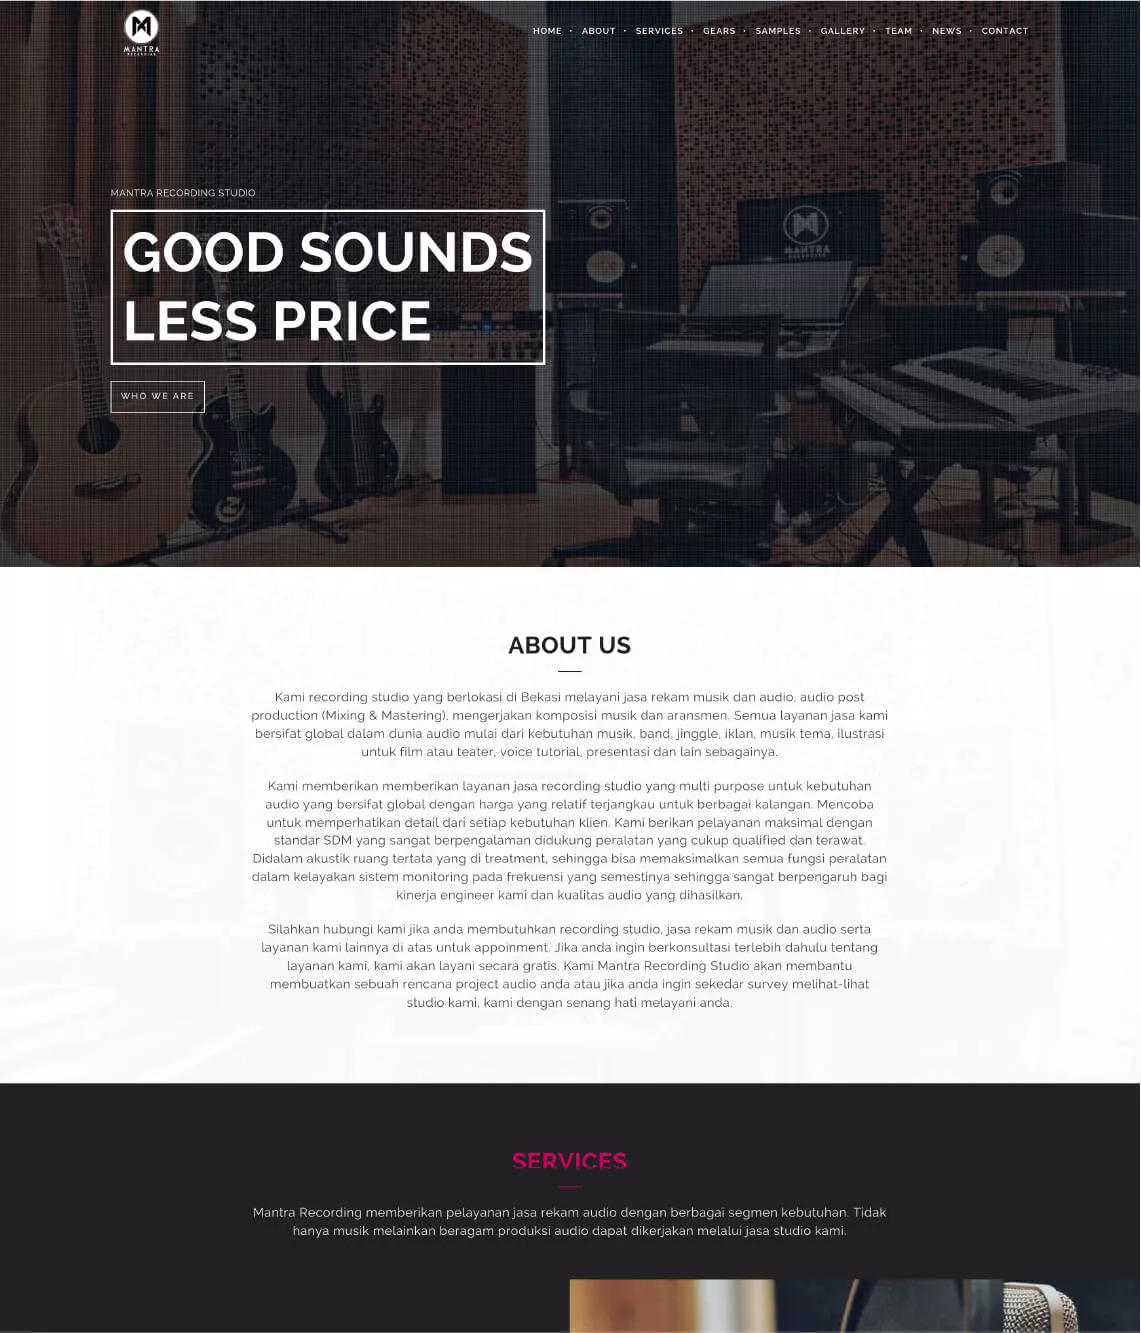 MANTRA
RECORDING
HOME · ABOUT · SERVICES · GEARS · SAMPLES · GALLERY · TEAM · NEWS · CONTACT
MANTRA RECORDING STUDIO
GOOD SOUNDS
LESS PRICE
MANTRA
WHO WE ARE
ABOUT US
Kami recording studio yang berlokasi di Bekasi melayani jasa rekam musik dan audio, audio post
production (Mixing & Mastering), mengerjakan komposisi musik dan aransmen. Semua layanan jasa kami
bersifat global dalam dunia audio mulai dari kebutuhan musik, band, jinggle, iklan, musik tema, ilustrasi
untuk film atau teater, voice tutorial, presentasi dan lain sebagainya.
Kami memberikan memberikan layanan jasa recording studio yang multi purpose untuk kebutuhan
audio yang bersifat global dengan harga yang relatif terjangkau untuk berbagai kalangan. Mencoba
untuk memperhatikan detail dari setiap kebutuhan klien. Kami berikan pelayanan maksimal dengan
standar SDM yang sangat berpengalaman didukung peralatan yang cukup qualified dan terawat.
Didalam akustik ruang tertata yang di treatment, sehingga bisa memaksimalkan semua fungsi peralatan
dalam kelayakan sistem monitoring pada frekuensi yang semestinya sehingga sangat berpengaruh bagi
kinerja engineer kami dan kualitas audio yang dihasilkan.
Silahkan hubungi kami jika anda membutuhkan recording studio, jasa rekam musik dan audio serta
layanan kami lainnya di atas untuk appoinment. Jika anda ingin berkonsultasi terlebih dahulu tentang
layanan kami, kami akan layani secara gratis. Kami Mantra Recording Studio akan membantu
membuatkan sebuah rencana project audio anda atau jika anda ingin sekedar survey melihat-lihat
studio kami, kami dengan senang hati melayani anda.
SERVICES
Mantra Recording memberikan pelayanan jasa rekam audio dengan berbagai segmen kebutuhan. Tidak
hanya musik melainkan beragam produksi audio dapat dikerjakan melalui jasa studio kami.